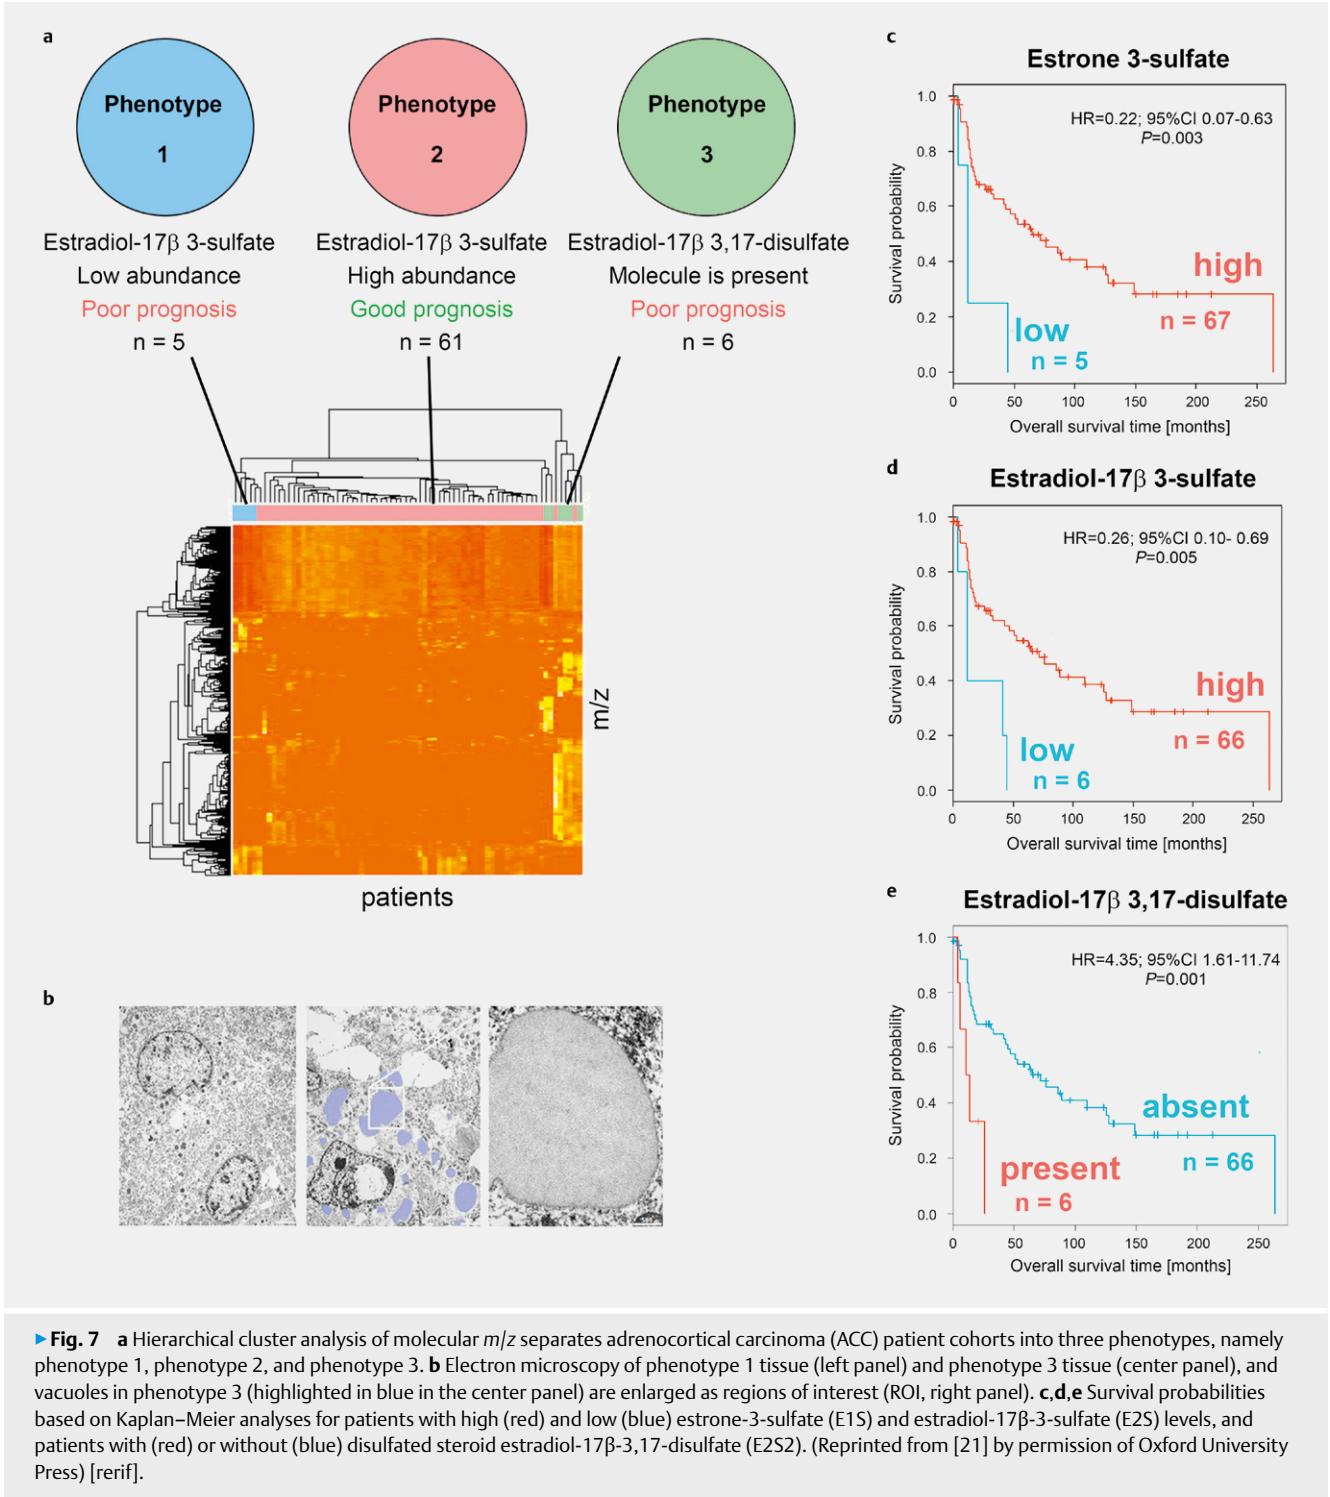 a
Phenotype
1
Phenotype
2
Phenotype
3
Estradiol-17β 3-sulfate
Low abundance
Poor prognosis
n = 5
Estradiol-17β 3-sulfate
High abundance
Good prognosis
n = 61
Estradiol-17β 3,17-disulfate
Molecule is present
Poor prognosis
n = 6
m/z
patients
b
c
Estrone 3-sulfate
HR=0.22; 95%CI 0.07-0.63
P=0.003
Survival probability
1.0
0.8
0.6
0.4
0.2
0.0
high
n = 67
low
n = 5
0 50 100 150 200 250
Overall survival time [months]
d
Estradiol-17β 3-sulfate
HR=0.26; 95%CI 0.10- 0.69
P=0.005
Survival probability
1.0
0.8
0.6
0.4
0.2
0.0
high
n = 66
low
n = 6
0 50 100 150 200 250
Overall survival time [months]
e
Estradiol-17β 3,17-disulfate
HR=4.35; 95%CI 1.61-11.74
P=0.001
Survival probability
1.0
0.8
0.6
0.4
0.2
0.0
absent
n = 66
present
n = 6
0 50 100 150 200 250
Overall survival time [months]
▶Fig. 7 a Hierarchical cluster analysis of molecular m/z separates adrenocortical carcinoma (ACC) patient cohorts into three phenotypes, namely
phenotype 1, phenotype 2, and phenotype 3. b Electron microscopy of phenotype 1 tissue (left panel) and phenotype 3 tissue (center panel), and
vacuoles in phenotype 3 (highlighted in blue in the center panel) are enlarged as regions of interest (ROI, right panel). c,d,e Survival probabilities
based on Kaplan–Meier analyses for patients with high (red) and low (blue) estrone-3-sulfate (E1S) and estradiol-17β-3-sulfate (E2S) levels, and
patients with (red) or without (blue) disulfated steroid estradiol-17β-3,17-disulfate (E2S2). (Reprinted from [21] by permission of Oxford University
Press) [rerif].